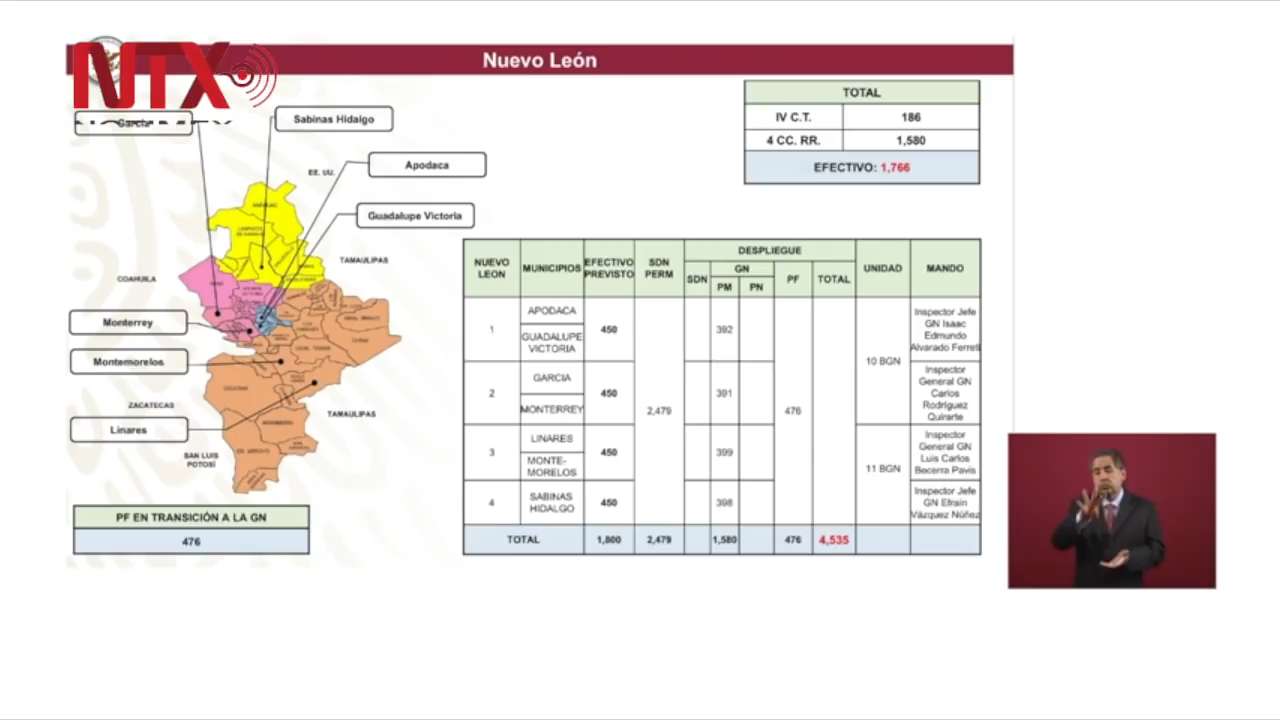 Nuevo León
NTX
García
Sabinas Hidalgo
Apodaca
Guadalupe Victoria
EE. UU.
TAMAULIPAS
COAHUILA
Monterrey
Montemorelos
ZACATECAS
TAMAULIPAS
Linares
SAN LUIS
POTOSÍ
PF EN TRANSICIÓN A LA GN
476
TOTAL
IV C.T. 186
4 CC. RR. 1,580
EFECTIVO: 1,766
NUEVO LEON MUNICIPIOS EFECTIVO PREVISTO SDN PERM DESPLIEGUE UNIDAD MANDO
SDN GN PF TOTAL
PM PN
1 APODACA 450 392 Inspector Jefe
GUADALUPE VICTORIA GN Isaac
Edmundo
Alvarado Ferreti
10 BGN
2 GARCIA 450 391 Inspector
MONTERREY General GN
Carlos
Rodríguez
Quirarte
2,479 476
3 LINARES 450 399 Inspector
MONTE-MORELOS General GN
Luis Carlos
Becerra Pavis
11 BGN
4 SABINAS HIDALGO 450 398 Inspector Jefe
GN Efraín
Vázquez Núñez
TOTAL 1,800 2,479 1,580 476 4,535